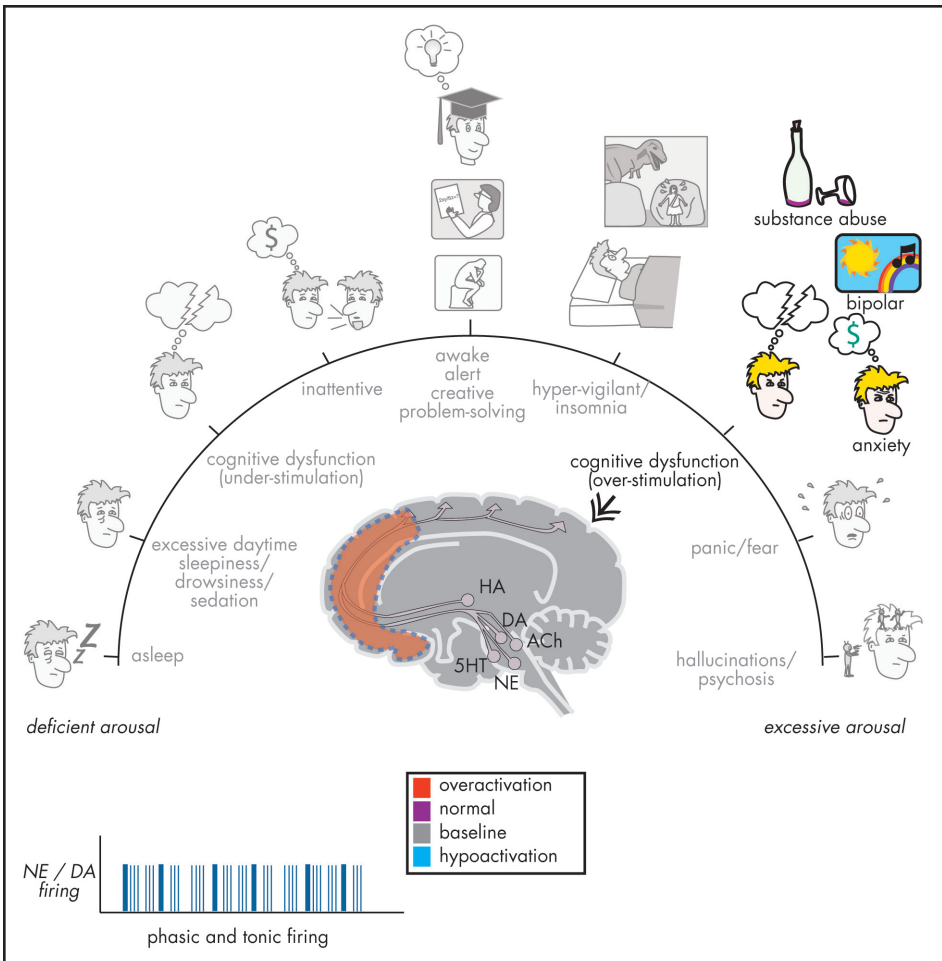 $
substance abuse
bipolar
$
anxiety
awake
alert
creative
problem-solving
inattentive
hyper-vigilant/
insomnia
cognitive dysfunction
(under-stimulation)
cognitive dysfunction
(over-stimulation)
excessive daytime
sleepiness/
drowsiness/
sedation
panic/fear
HA
DA
ACh
5HT
NE
Z
Z
asleep
hallucinations/
psychosis
deficient arousal
excessive arousal
overactivation
normal
baseline
hypoactivation
NE / DA
firing
phasic and tonic firing